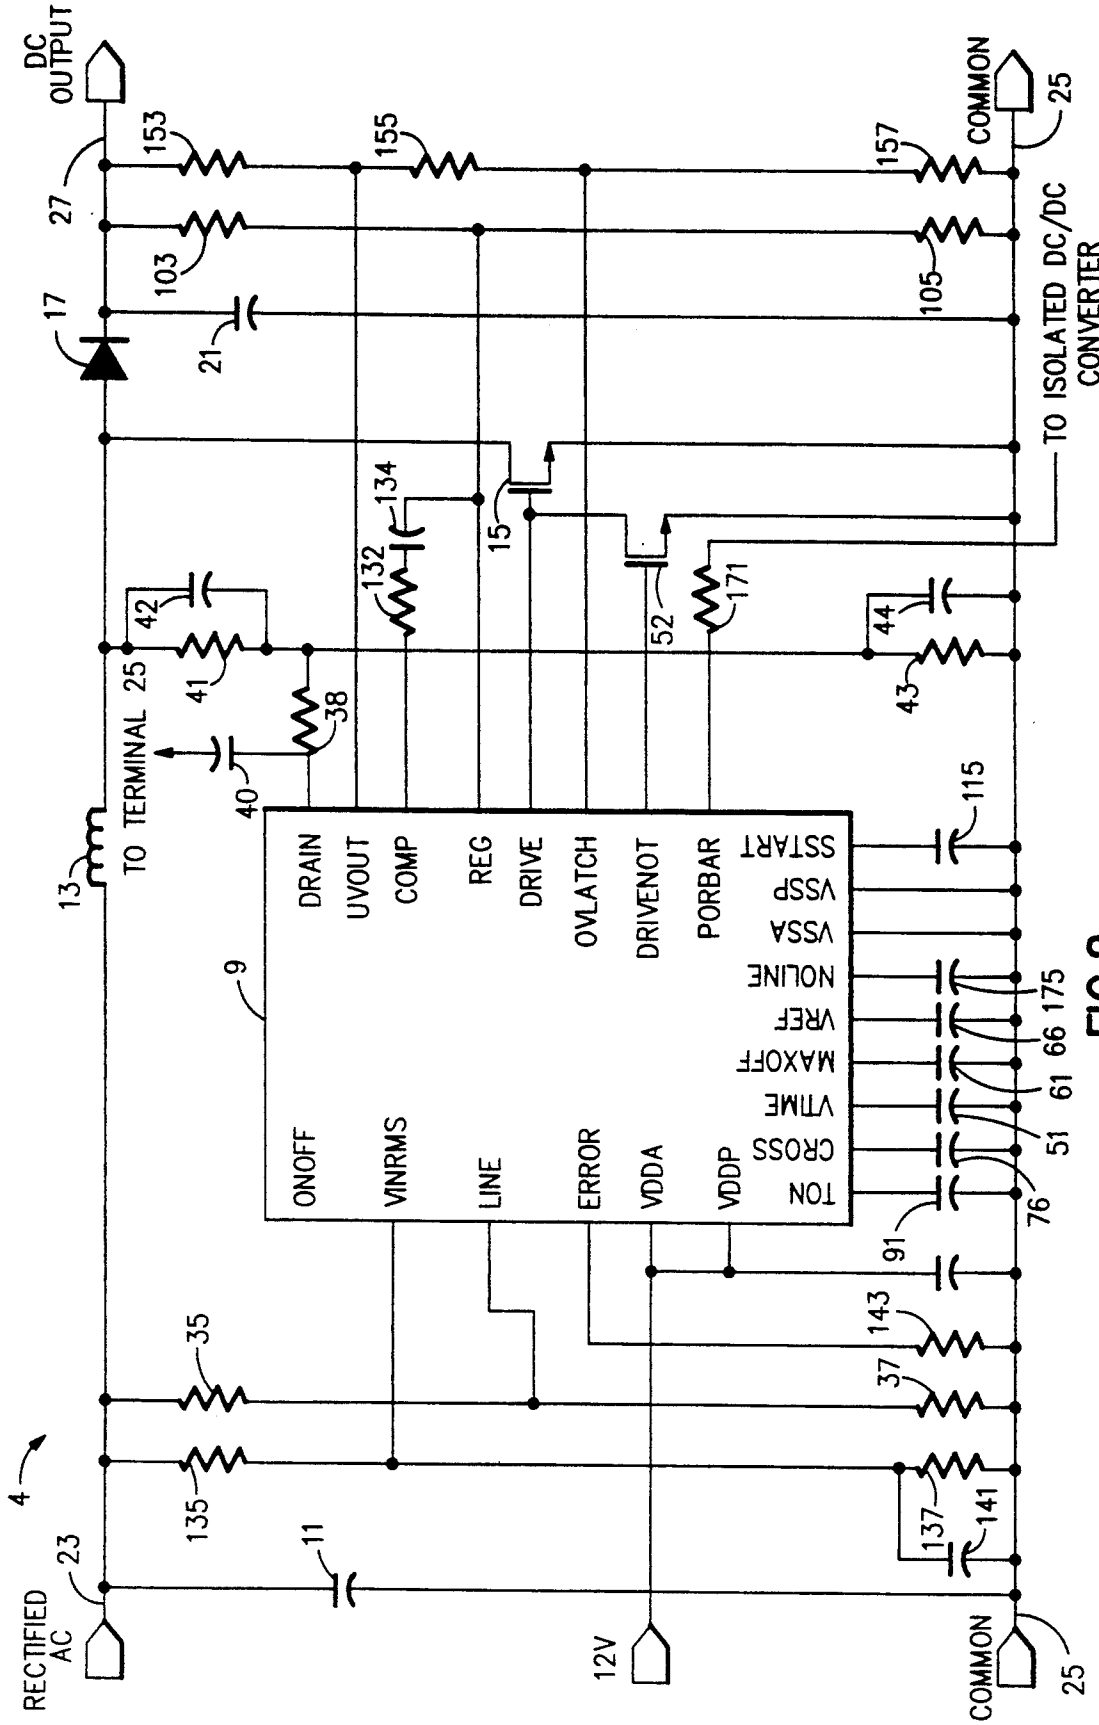 4
RECTIFIED
AC
23
11
135
35
13
TO TERMINAL 25
40
38
41
42
17
27
DC
OUTPUT
21
103
153
155
132
134
15
52
171
9
ONOFF
VINRMS
LINE
ERROR
VDDA
VDDP
DRAIN
UVOUT
COMP
REG
DRIVE
OVLATCH
DRIVENOT
PORBAR
TON
CROSS
VTIME
MAXOFF
VREF
NOLINE
VSSA
VSSP
SSTART
12V
137
141
37
143
91
76
51
61
66
175
115
43
44
105
157
TO ISOLATED DC/DC
CONVERTER
COMMON
25
COMMON
25